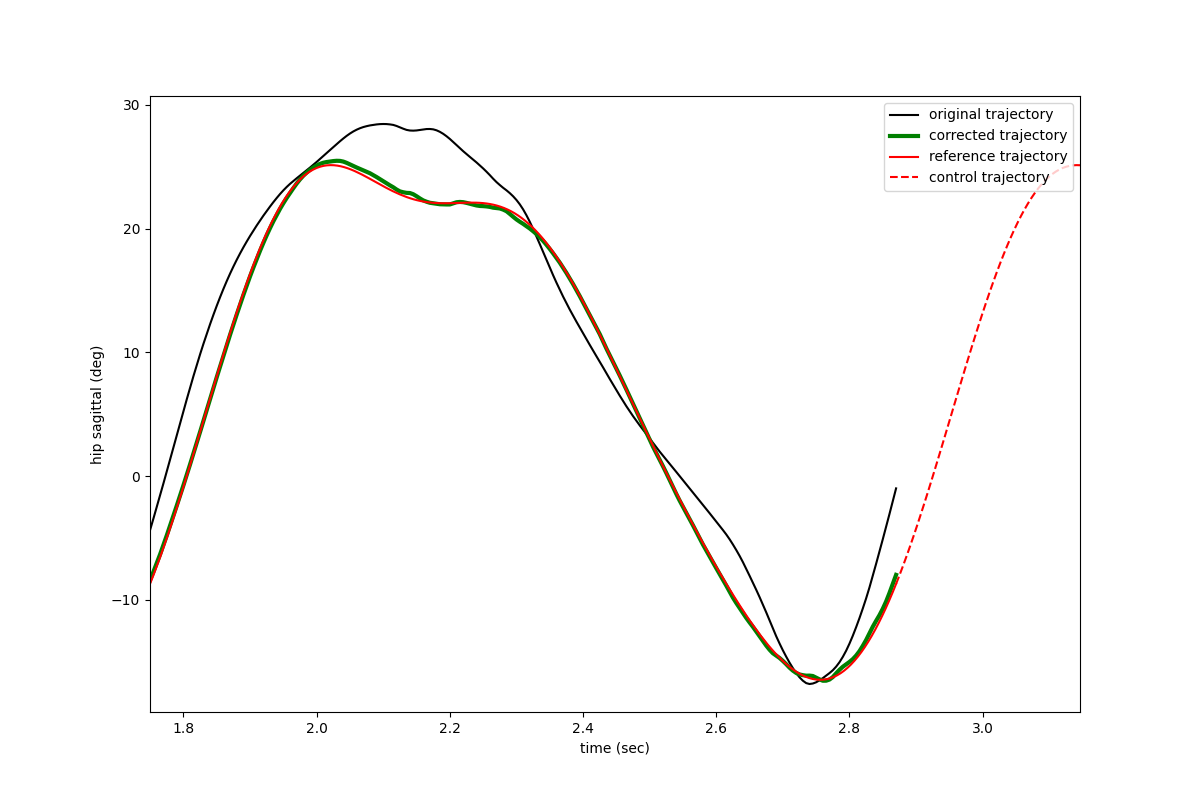 original trajectory
corrected trajectory
reference trajectory
control trajectory
30
20
10
0
−10
hip sagittal (deg)
1.8 2.0 2.2 2.4 2.6 2.8 3.0
time (sec)